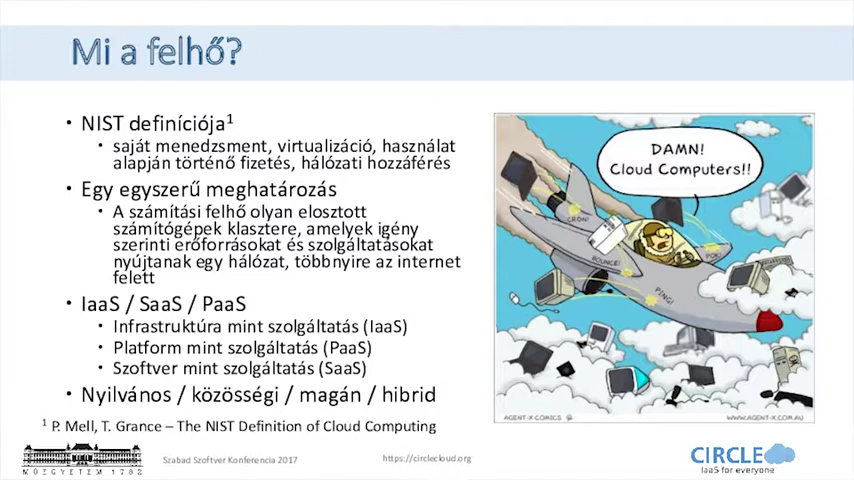 Mi a felhő?
• NIST definíciója¹
• saját menedzsment, virtualizáció, használat
alapján történő fizetés, hálózati hozzáférés
• Egy egyszerű meghatározás
• A számítási felhő olyan elosztott
számítógépek klasztere, amelyek igény
szerinti erőforrásokat és szolgáltatásokat
nyújtanak egy hálózat, többnyire az internet
felett
• IaaS / SaaS / PaaS
• Infrastruktúra mint szolgáltatás (IaaS)
• Platform mint szolgáltatás (PaaS)
• Szoftver mint szolgáltatás (SaaS)
• Nyilvános / közösségi / magán / hibrid
¹ P. Mell, T. Grance – The NIST Definition of Cloud Computing
DAMN!
Cloud Computers!!
BOUNCE!
POK!
PING!
AGENT-X COMICS
WWW.AGENT-X.COM.AU
MŰEGYETEM 1782
Szabad Szoftver Konferencia 2017
https://circlecloud.org
CIRCLE
IaaS for everyone